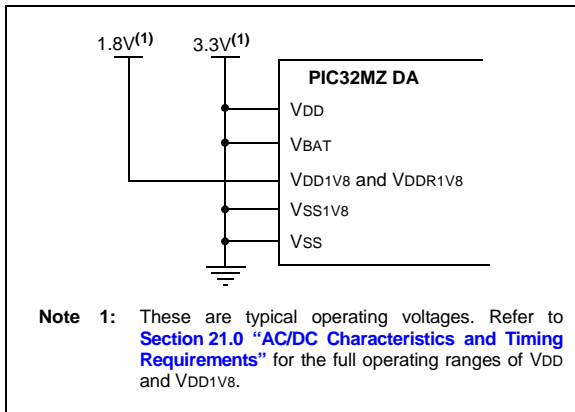 1.8V(1) 3.3V(1)
PIC32MZ DA
VDD
VBAT
VDD1V8 and VDDR1V8
VSS1V8
VSS
Note 1: These are typical operating voltages. Refer to
Section 21.0 “AC/DC Characteristics and Timing
Requirements” for the full operating ranges of VDD
and VDD1V8.